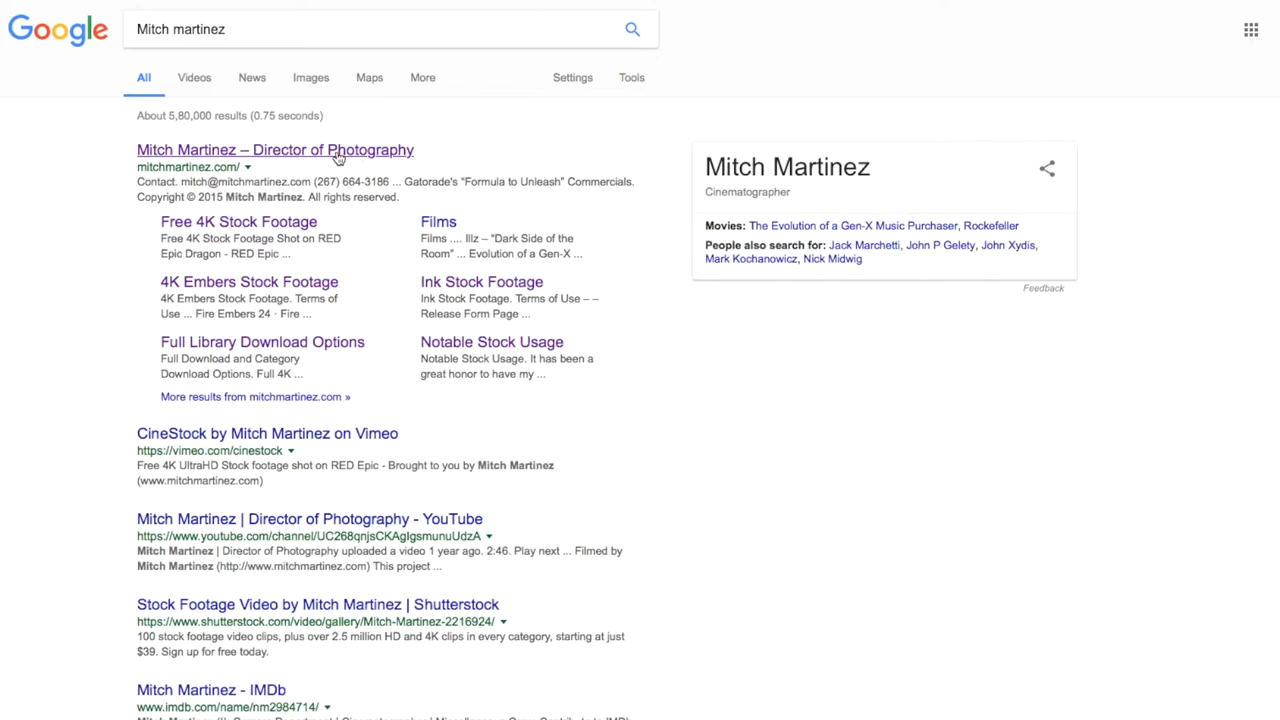 Google
Mitch martinez
All Videos News Images Maps More Settings Tools
About 5,80,000 results (0.75 seconds)
Mitch Martinez – Director of Photography
mitchmartinez.com/
Contact. mitch@mitchmartinez.com (267) 664-3186 ... Gatorade's "Formula to Unleash" Commercials.
Copyright © 2015 Mitch Martinez. All rights reserved.
Free 4K Stock Footage
Free 4K Stock Footage Shot on RED
Epic Dragon - RED Epic ...
Films
Films .... Illz – "Dark Side of the
Room" ... Evolution of a Gen-X ...
4K Embers Stock Footage
4K Embers Stock Footage. Terms of
Use ... Fire Embers 24 · Fire ...
Ink Stock Footage
Ink Stock Footage. Terms of Use – –
Release Form Page ...
Full Library Download Options
Full Download and Category
Download Options. Full 4K ...
Notable Stock Usage
Notable Stock Usage. It has been a
great honor to have my ...
More results from mitchmartinez.com »
CineStock by Mitch Martinez on Vimeo
https://vimeo.com/cinestock
Free 4K UltraHD Stock footage shot on RED Epic - Brought to you by Mitch Martinez
(www.mitchmartinez.com)
Mitch Martinez | Director of Photography - YouTube
https://www.youtube.com/channel/UC268qnjsCKAgIgsmunuUdzA
Mitch Martinez | Director of Photography uploaded a video 1 year ago. 2:46. Play next ... Filmed by
Mitch Martinez (http://www.mitchmartinez.com) This project ...
Stock Footage Video by Mitch Martinez | Shutterstock
https://www.shutterstock.com/video/gallery/Mitch-Martinez-2216924/
100 stock footage video clips, plus over 2.5 million HD and 4K clips in every category, starting at just
$39. Sign up for free today.
Mitch Martinez - IMDb
www.imdb.com/name/nm2984714/
Mitch Martinez
Cinematographer
Movies: The Evolution of a Gen-X Music Purchaser, Rockefeller
People also search for: Jack Marchetti, John P Gelety, John Xydis,
Mark Kochanowicz, Nick Midwig
Feedback